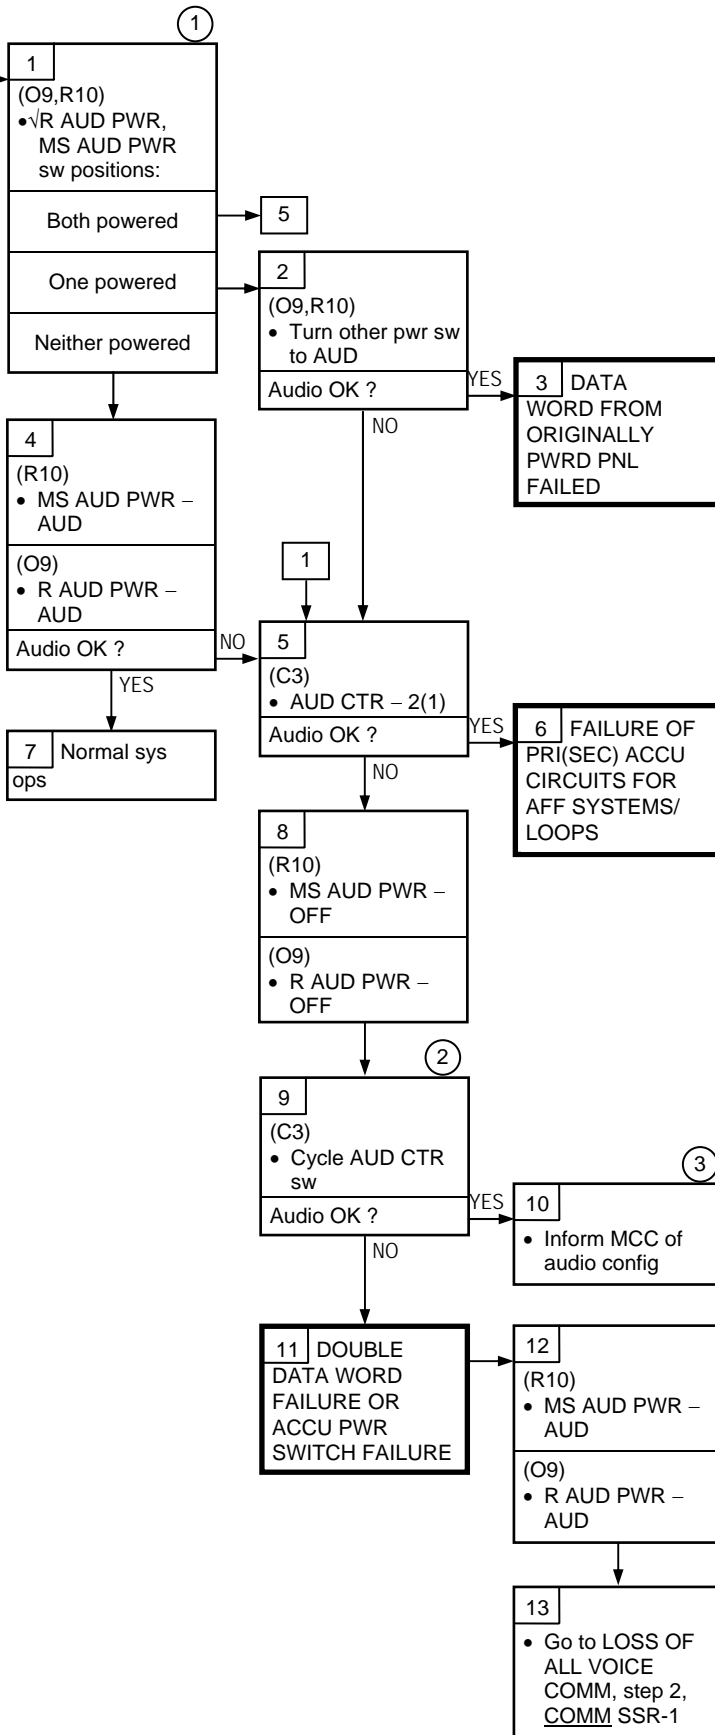 1
1
(O9,R10)
•√R AUD PWR,
MS AUD PWR
sw positions:
Both powered
5
One powered
Neither powered
2
(O9,R10)
• Turn other pwr sw
to AUD
Audio OK ?
YES
NO
3 DATA
WORD FROM
ORIGINALLY
PWRD PNL
FAILED
4
(R10)
• MS AUD PWR –
AUD
(O9)
• R AUD PWR –
AUD
Audio OK ?
NO
YES
1
5
(C3)
• AUD CTR – 2(1)
Audio OK ?
YES
NO
6 FAILURE OF
PRI(SEC) ACCU
CIRCUITS FOR
AFF SYSTEMS/
LOOPS
7 Normal sys
ops
8
(R10)
• MS AUD PWR –
OFF
(O9)
• R AUD PWR –
OFF
2
9
(C3)
• Cycle AUD CTR
sw
Audio OK ?
YES
NO
3
10
• Inform MCC of
audio config
11 DOUBLE
DATA WORD
FAILURE OR
ACCU PWR
SWITCH FAILURE
12
(R10)
• MS AUD PWR –
AUD
(O9)
• R AUD PWR –
AUD
13
• Go to LOSS OF
ALL VOICE
COMM, step 2,
COMM SSR-1